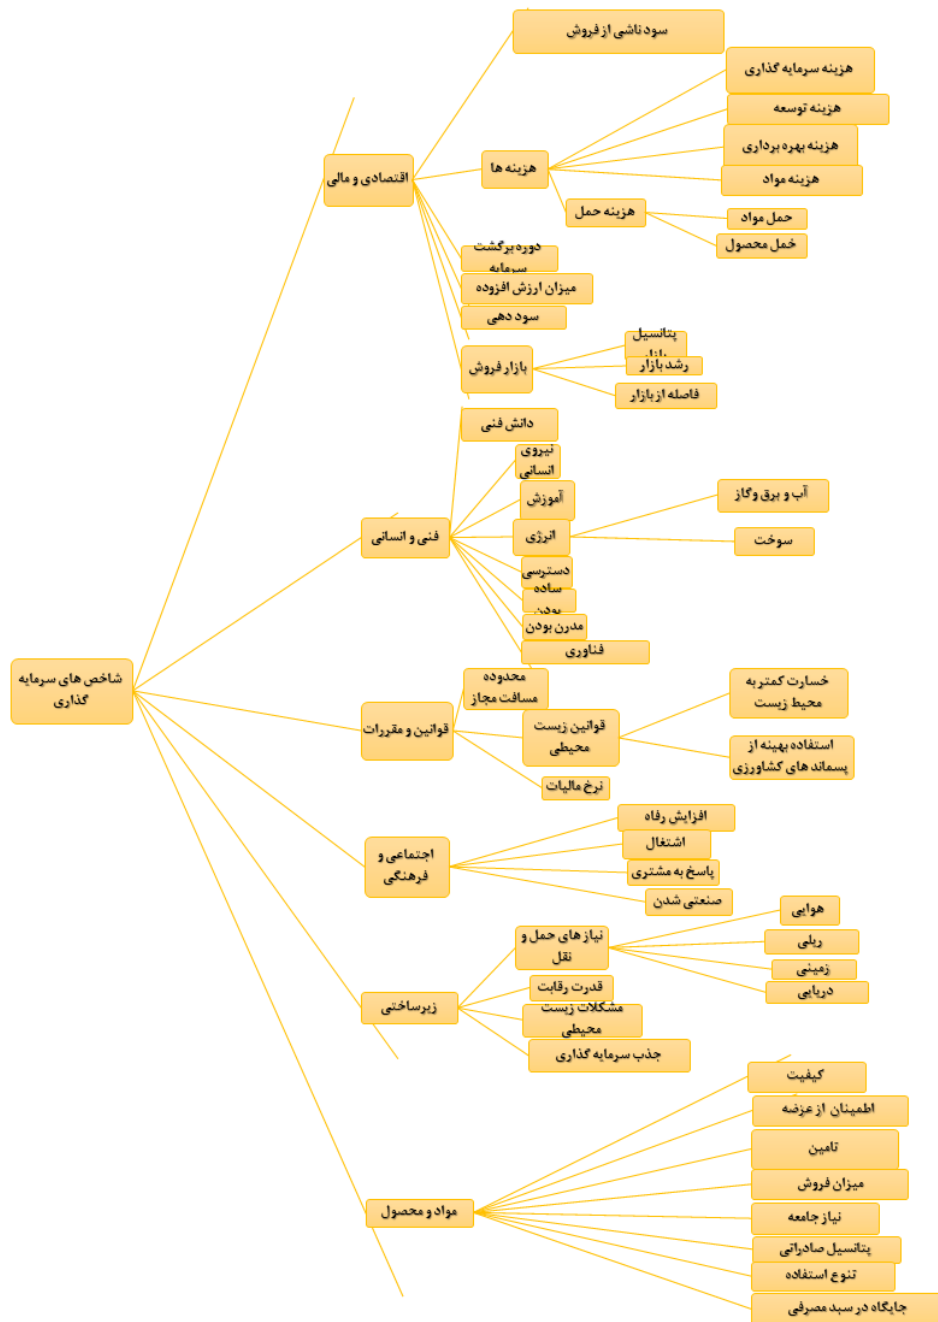 سود ناشی از فروش
هزینه سرمایه گذاری
هزینه توسعه
هزینه بهره برداری
هزینه مواد
هزینه ها
اقتصادی و مالی
هزینه حمل
حمل مواد
خمل محصول
دوره برگشت
سرمایه
میزان ارزش افزوده
سود دهی
بازار فروش
پتانسیل
بازار
رشد بازار
فاصله از بازار
دانش فنی
نیروی
انسانی
آموزش
فنی و انسانی
انرژی
آب و برق وگاز
سوخت
دسترسی
ساده
بودن
مدرن بودن
فناوری
شاخص های سرمایه
گذاری
محدوده
مسافت مجاز
قوانین و مقررات
قوانین زیست
محیطی
خسارت کمتر به
محیط زیست
استفاده بهینه از
پسماند های کشاورزی
نرخ مالیات
افزایش رفاه
اشتغال
اجتماعی و
فرهنگی
پاسخ به مشتری
صنعتی شدن
نیاز های حمل و
نقل
هوایی
ریلی
زمینی
دریایی
قدرت رقابت
زیرساختی
مشکلات زیست
محیطی
جذب سرمایه گذاری
کیفیت
اطمینان از عزضه
تامین
میزان فروش
مواد و محصول
نیاز جامعه
پتانسیل صادراتی
تنوع استفاده
جایگاه در سبد مصرفی